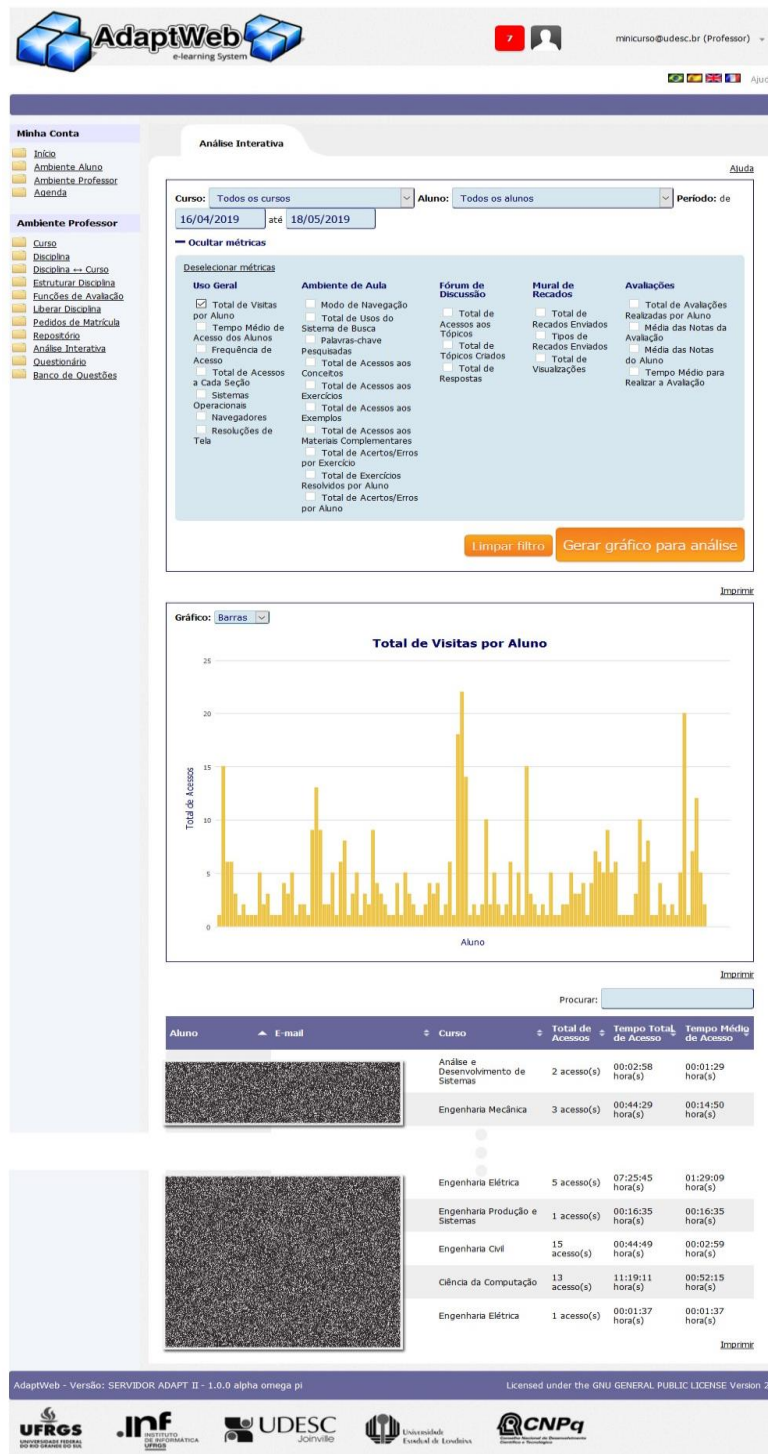 AdaptWeb
e-learning System
7
minicurso@udesc.br (Professor)
Minha Conta
Início
Ambiente Aluno
Ambiente Professor
Agenda
Ambiente Professor
Curso
Disciplina
Disciplina ↔ Curso
Estruturar Disciplina
Funções de Avaliação
Liberar Disciplina
Pedidos de Matrícula
Repositório
Análise Interativa
Questionário
Banco de Questões
Análise Interativa
Ajuda
Curso: Todos os cursos Aluno: Todos os alunos Período: de
16/04/2019 até 18/05/2019
Ocultar métricas
Deselecionar métricas
Uso Geral
Total de Visitas
por Aluno
Tempo Médio de
Acesso dos Alunos
Frequência de
Acesso
Total de Acessos
a Cada Seção
Sistemas
Operacionais
Navegadores
Resoluções de
Tela
Ambiente de Aula
Modo de Navegação
Total de Usos do
Sistema de Busca
Palavras-chave
Pesquisadas
Total de Acessos aos
Conceitos
Total de Acessos aos
Exercícios
Total de Acessos aos
Exemplos
Total de Acessos aos
Materiais Complementares
Total de Acertos/Erros
por Exercício
Total de Exercícios
Resolvidos por Aluno
Total de Acertos/Erros
por Aluno
Fórum de
Discussão
Total de
Acessos aos
Tópicos
Total de
Tópicos Criados
Total de
Respostas
Mural de
Recados
Total de
Recados Enviados
Tipos de
Recados Enviados
Total de
Visualizações
Avaliações
Total de Avaliações
Realizadas por Aluno
Média das Notas da
Avaliação
Média das Notas
do Aluno
Tempo Médio para
Realizar a Avaliação
Limpar filtro Gerar gráfico para análise
Imprimir
Gráfico: Barras
Total de Visitas por Aluno
25
20
15
10
5
0
Total de Acessos
Aluno
Imprimir
Procurar:
Aluno E-mail Curso Total de Acessos Tempo Total de Acesso Tempo Médio de Acesso
Análise e Desenvolvimento de Sistemas 2 acesso(s) 00:02:58 hora(s) 00:01:29 hora(s)
Engenharia Mecânica 3 acesso(s) 00:44:29 hora(s) 00:14:50 hora(s)
Engenharia Elétrica 5 acesso(s) 07:25:45 hora(s) 01:29:09 hora(s)
Engenharia Produção e Sistemas 1 acesso(s) 00:16:35 hora(s) 00:16:35 hora(s)
Engenharia Civil 15 acesso(s) 00:44:49 hora(s) 00:02:59 hora(s)
Ciência da Computação 13 acesso(s) 11:19:11 hora(s) 00:52:15 hora(s)
Engenharia Elétrica 1 acesso(s) 00:01:37 hora(s) 00:01:37 hora(s)
Imprimir
AdaptWeb - Versão: SERVIDOR ADAPT II - 1.0.0 alpha omega pi
Licensed under the GNU GENERAL PUBLIC LICENSE Version 2
UFRGS
UNIVERSIDADE FEDERAL
DO RIO GRANDE DO SUL
.inf
INSTITUTO
DE INFORMÁTICA
UFRGS
UDESC
Joinville
Universidade
Estadual de Londrina
CNPq
Conselho Nacional de Desenvolvimento
Científico e Tecnológico